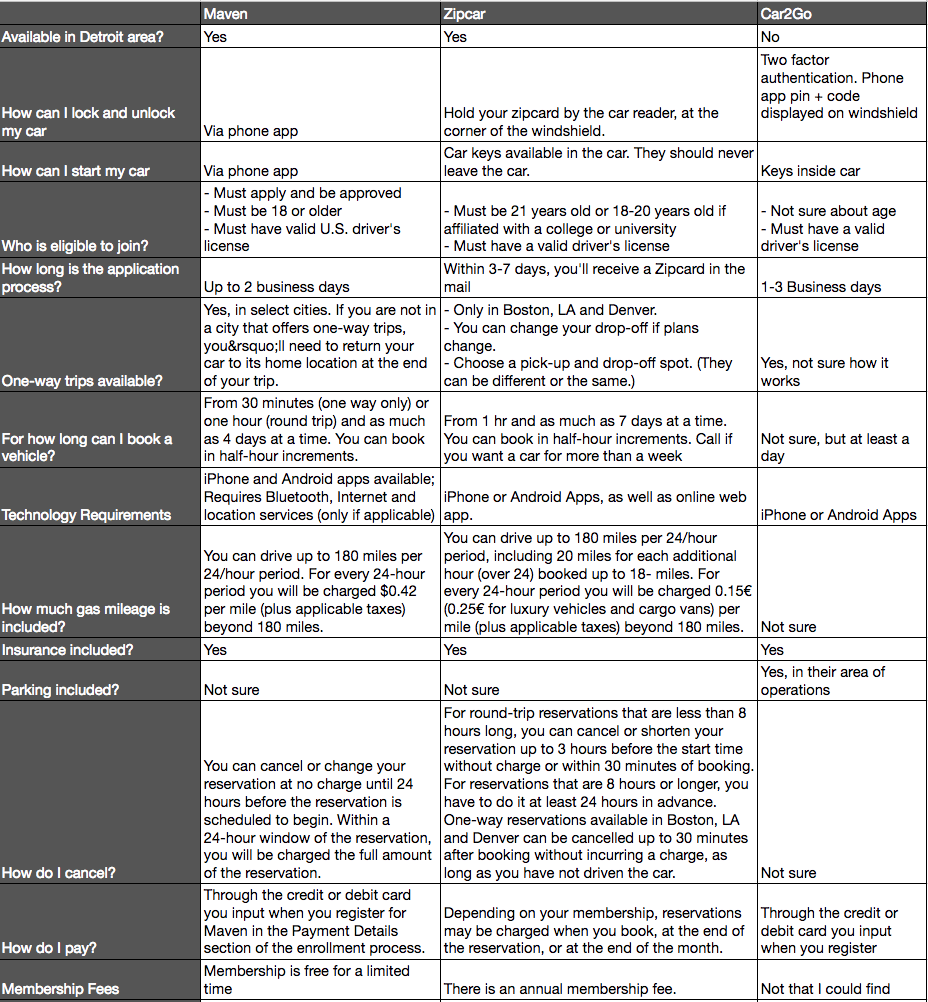 Maven Zipcar Car2Go
Available in Detroit area? Yes Yes No
How can I lock and unlock
my car
Via phone app
Hold your zipcard by the car reader, at the
corner of the windshield.
Two factor
authentication. Phone
app pin + code
displayed on windshield
How can I start my car
Via phone app
Car keys available in the car. They should never
leave the car.
Keys inside car
Who is eligible to join?
- Must apply and be approved
- Must be 18 or older
- Must have valid U.S. driver's
license
- Must be 21 years old or 18-20 years old if
affiliated with a college or university
- Must have a valid driver's license
- Not sure about age
- Must have a valid
driver's license
How long is the application
process?
Up to 2 business days
Within 3-7 days, you'll receive a Zipcard in the
mail
1-3 Business days
One-way trips available?
Yes, in select cities. If you are not in
a city that offers one-way trips,
you&rsquo;ll need to return your
car to its home location at the end
of your trip.
- Only in Boston, LA and Denver.
- You can change your drop-off if plans
change.
- Choose a pick-up and drop-off spot. (They
can be different or the same.)
Yes, not sure how it
works
For how long can I book a
vehicle?
From 30 minutes (one way only) or
one hour (round trip) and as much
as 4 days at a time. You can book
in half-hour increments.
From 1 hr and as much as 7 days at a time.
You can book in half-hour increments. Call if
you want a car for more than a week
Not sure, but at least a
day
Technology Requirements
iPhone and Android apps available;
Requires Bluetooth, Internet and
location services (only if applicable)
iPhone or Android Apps, as well as online web
app.
iPhone or Android Apps
How much gas mileage is
included?
You can drive up to 180 miles per
24/hour period. For every 24-hour
period you will be charged $0.42
per mile (plus applicable taxes)
beyond 180 miles.
You can drive up to 180 miles per 24/hour
period, including 20 miles for each additional
hour (over 24) booked up to 18- miles. For
every 24-hour period you will be charged 0.15€
(0.25€ for luxury vehicles and cargo vans) per
mile (plus applicable taxes) beyond 180 miles.
Not sure
Insurance included? Yes Yes Yes
Parking included?
Not sure
Not sure
Yes, in their area of
operations
How do I cancel?
You can cancel or change your
reservation at no charge until 24
hours before the reservation is
scheduled to begin. Within a
24-hour window of the reservation,
you will be charged the full amount
of the reservation.
For round-trip reservations that are less than 8
hours long, you can cancel or shorten your
reservation up to 3 hours before the start time
without charge or within 30 minutes of booking.
For reservations that are 8 hours or longer, you
have to do it at least 24 hours in advance.
One-way reservations available in Boston, LA
and Denver can be cancelled up to 30 minutes
after booking without incurring a charge, as
long as you have not driven the car.
Not sure
How do I pay?
Through the credit or debit card
you input when you register for
Maven in the Payment Details
section of the enrollment process.
Depending on your membership, reservations
may be charged when you book, at the end of
the reservation, or at the end of the month.
Through the credit or
debit card you input
when you register
Membership Fees
Membership is free for a limited
time
There is an annual membership fee.
Not that I could find